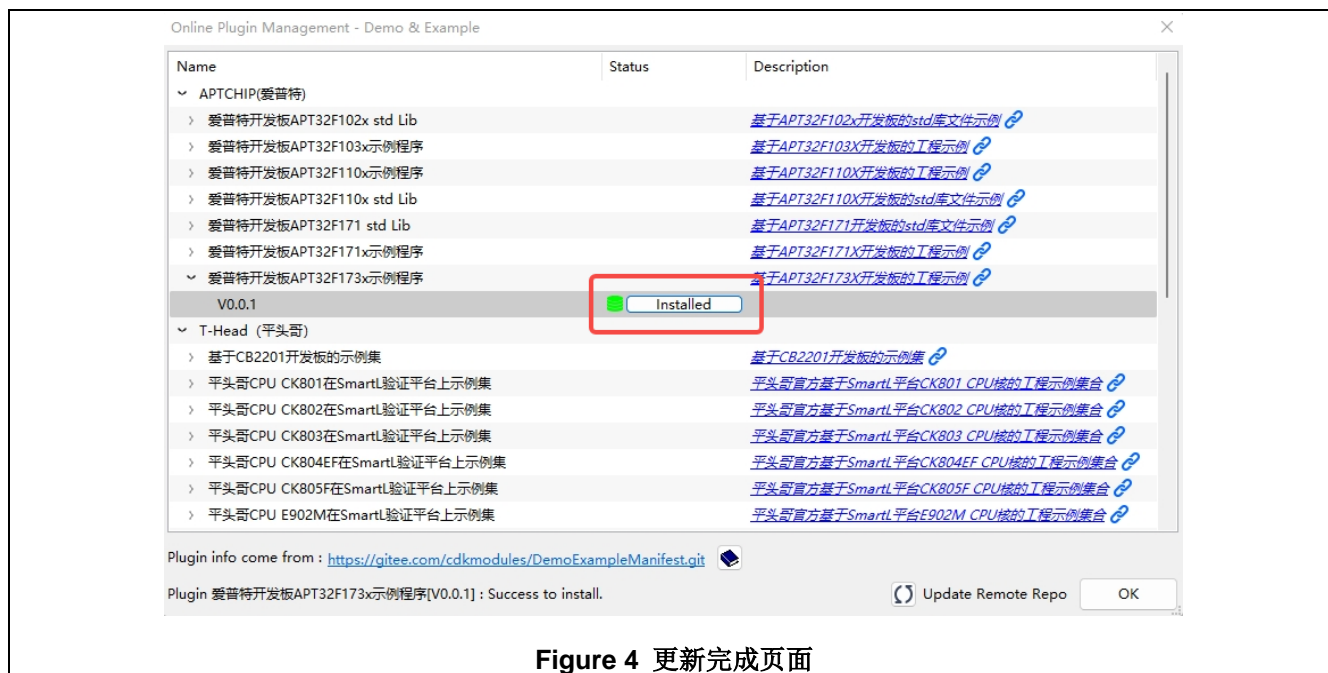 Online Plugin Management - Demo & Example
Name Status Description
APTCHIP(爱普特)
爱普特开发板APT32F102x std Lib 基于APT32F102x开发板的std库文件示例
爱普特开发板APT32F103x示例程序 基于APT32F103X开发板的工程示例
爱普特开发板APT32F110x示例程序 基于APT32F110X开发板的工程示例
爱普特开发板APT32F110x std Lib 基于APT32F110X开发板的std库文件示例
爱普特开发板APT32F171 std Lib 基于APT32F171开发板的std库文件示例
爱普特开发板APT32F171x示例程序 基于APT32F171X开发板的工程示例
爱普特开发板APT32F173x示例程序 基于APT32F173X开发板的工程示例
V0.0.1 Installed
T-Head (平头哥)
基于CB2201开发板的示例集 基于CB2201开发板的示例集
平头哥CPU CK801在SmartL验证平台上示例集 平头哥官方基于SmartL平台CK801 CPU核的工程示例集合
平头哥CPU CK802在SmartL验证平台上示例集 平头哥官方基于SmartL平台CK802 CPU核的工程示例集合
平头哥CPU CK803在SmartL验证平台上示例集 平头哥官方基于SmartL平台CK803 CPU核的工程示例集合
平头哥CPU CK804EF在SmartL验证平台上示例集 平头哥官方基于SmartL平台CK804EF CPU核的工程示例集合
平头哥CPU CK805F在SmartL验证平台上示例集 平头哥官方基于SmartL平台CK805F CPU核的工程示例集合
平头哥CPU E902M在SmartL验证平台上示例集 平头哥官方基于SmartL平台E902M CPU核的工程示例集合
Plugin info come from : https://gitee.com/cdkmodules/DemoExampleManifest.git
Plugin 爱普特开发板APT32F173x示例程序[V0.0.1] : Success to install. Update Remote Repo OK
Figure 4 更新完成页面